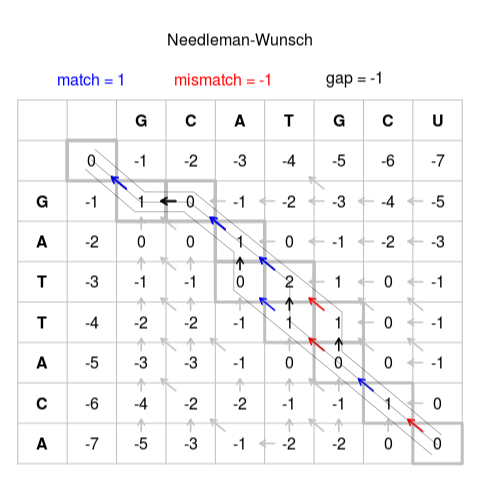 Needleman-Wunsch
match = 1 mismatch = -1 gap = -1
G C A T G C U
0 -1 -2 -3 -4 -5 -6 -7
G -1 1 0 -1 -2 -3 -4 -5
A -2 0 0 1 0 -1 -2 -3
T -3 -1 -1 0 2 1 0 -1
T -4 -2 -2 -1 1 1 0 -1
A -5 -3 -3 -1 0 0 0 -1
C -6 -4 -2 -2 -1 -1 1 0
A -7 -5 -3 -1 -2 -2 0 0